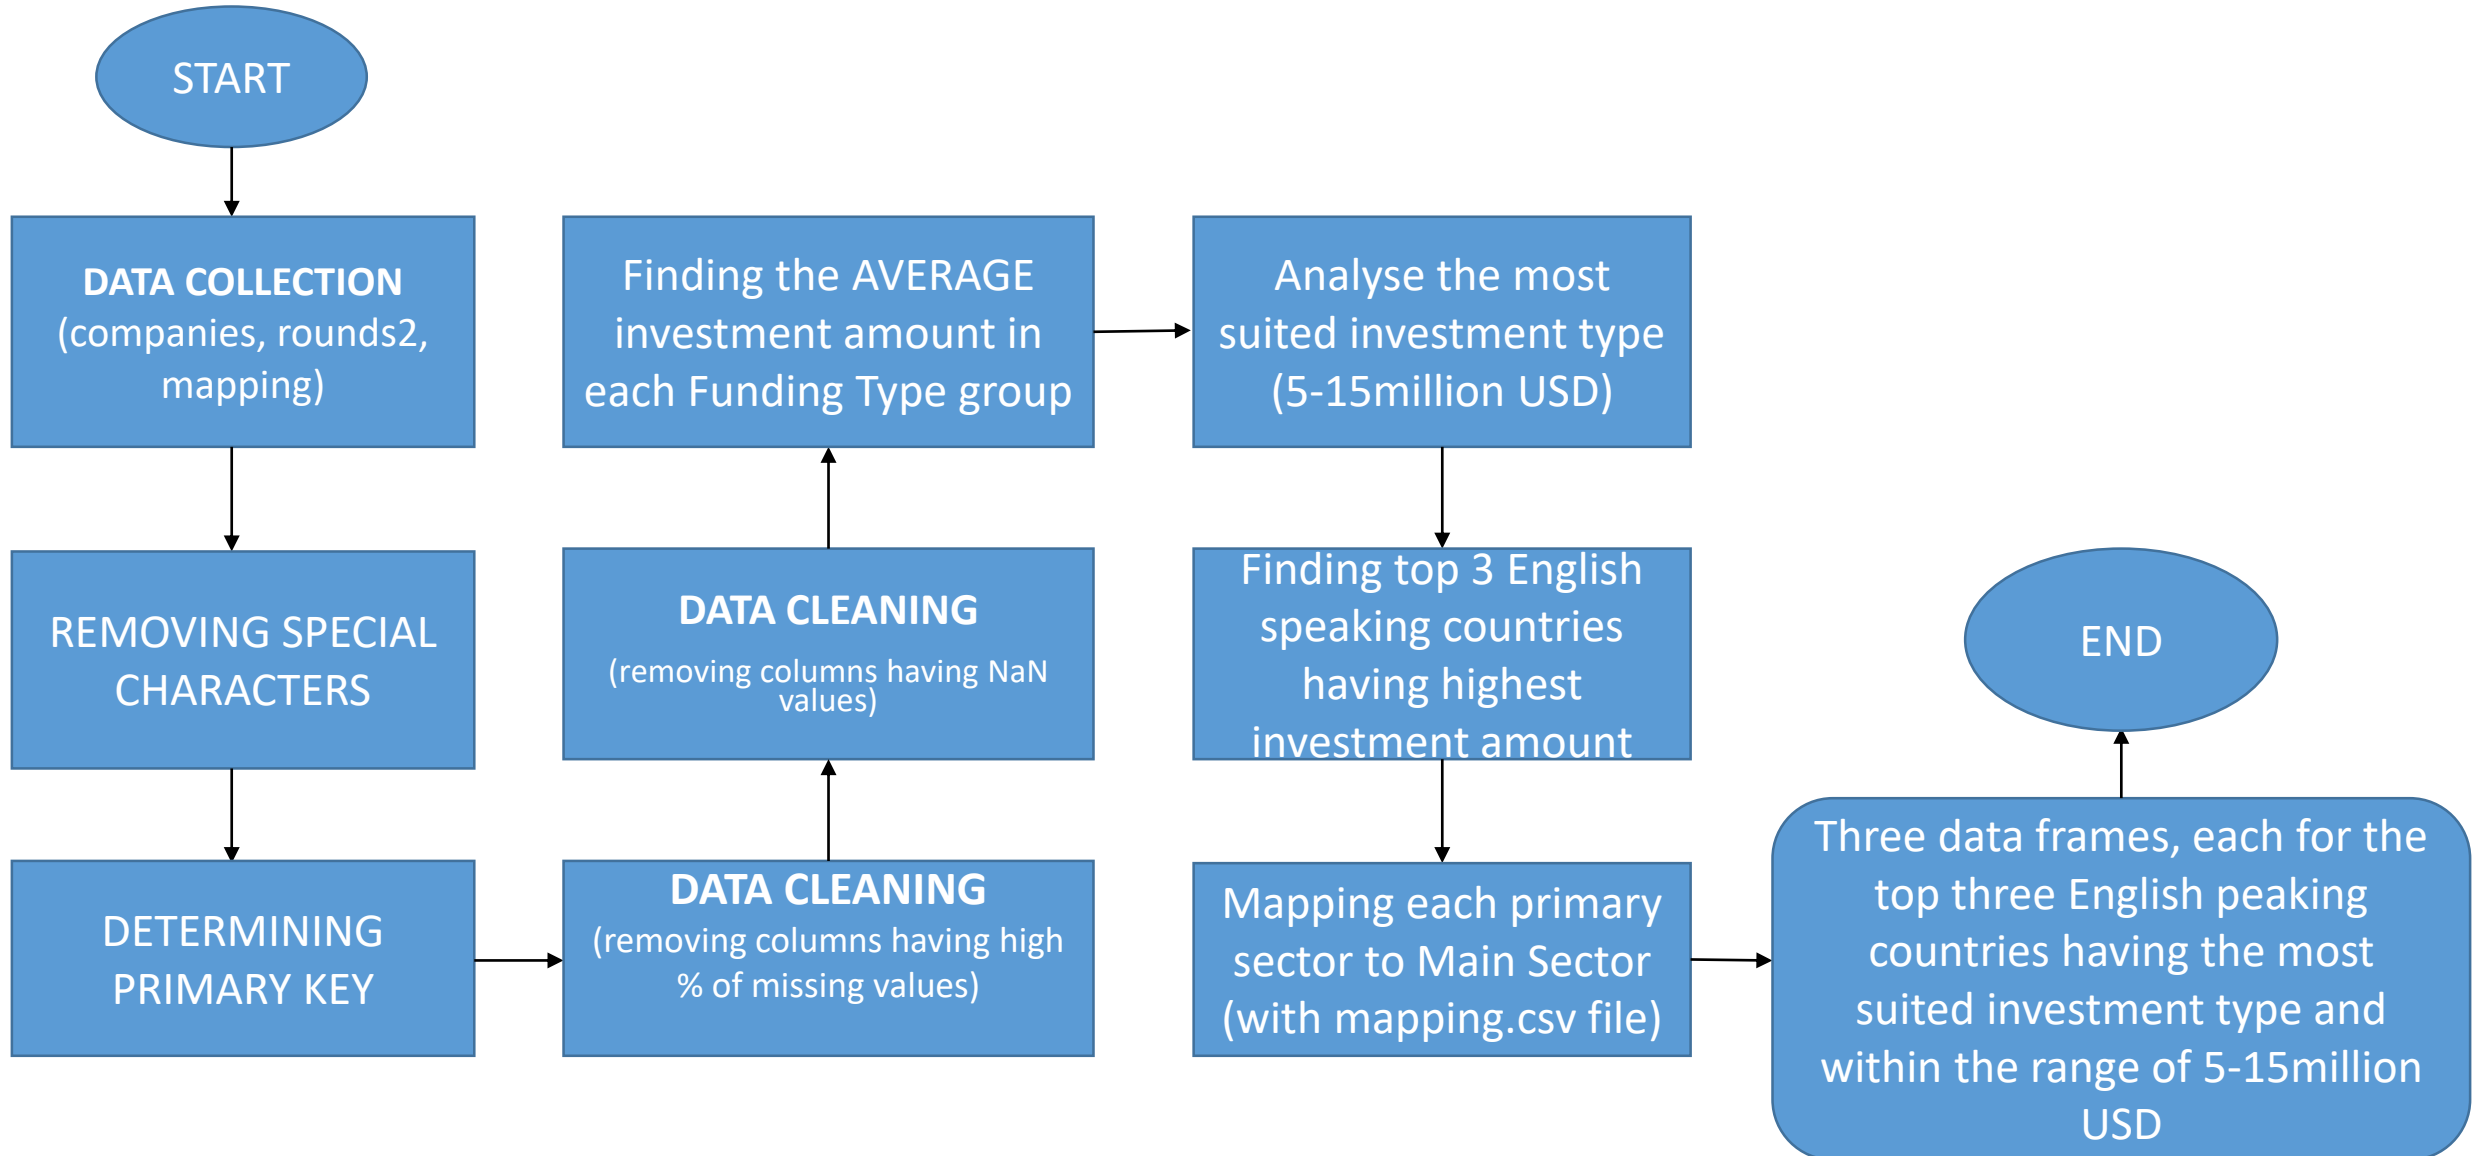 START
DATA COLLECTION
(companies, rounds2,
mapping)
REMOVING SPECIAL
CHARACTERS
DETERMINING
PRIMARY KEY
DATA CLEANING
(removing columns having high
% of missing values)
DATA CLEANING
(removing columns having NaN
values)
Finding the AVERAGE
investment amount in
each Funding Type group
Analyse the most
suited investment type
(5-15million USD)
Finding top 3 English
speaking countries
having highest
investment amount
Mapping each primary
sector to Main Sector
(with mapping.csv file)
Three data frames, each for the
top three English peaking
countries having the most
suited investment type and
within the range of 5-15million
USD
END